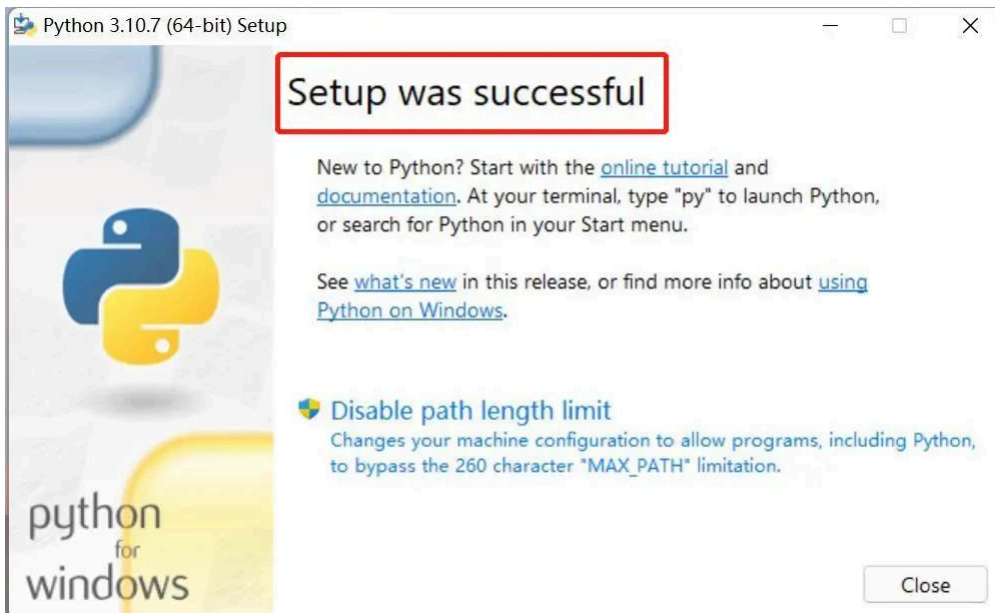 Python 3.10.7 (64-bit) Setup
Setup was successful
New to Python? Start with the online tutorial and
documentation. At your terminal, type "py" to launch Python,
or search for Python in your Start menu.
See what's new in this release, or find more info about using
Python on Windows.
Disable path length limit
Changes your machine configuration to allow programs, including Python,
to bypass the 260 character "MAX_PATH" limitation.
python
for
windows
Close